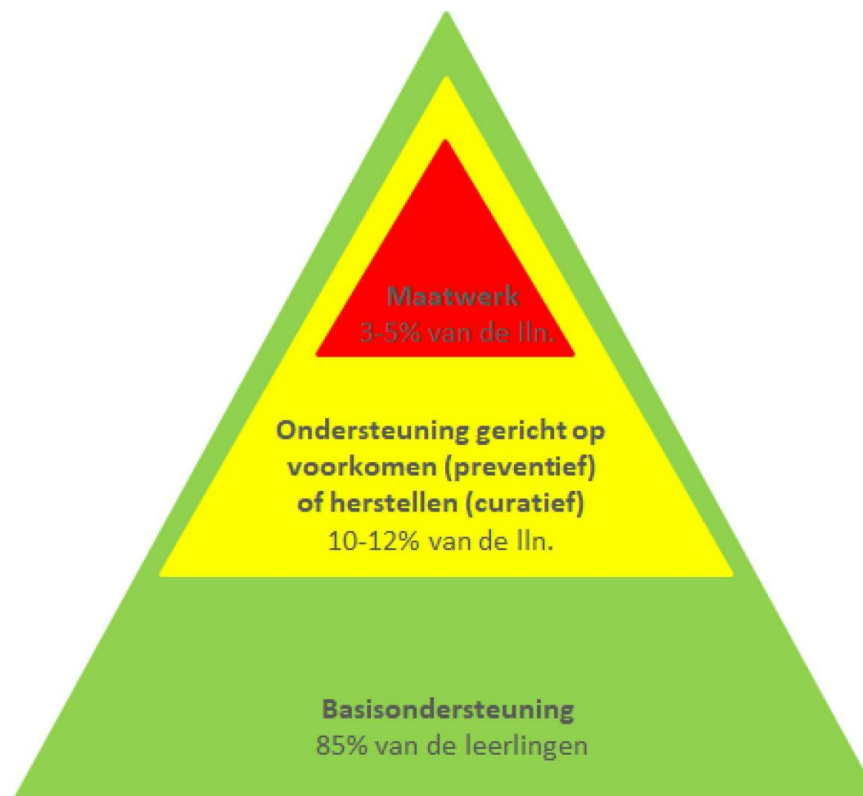 Maatwerk
3-5% van de lln.
Ondersteuning gericht op
voorkomen (preventief)
of herstellen (curatief)
10-12% van de lln.
Basisondersteuning
85% van de leerlingen